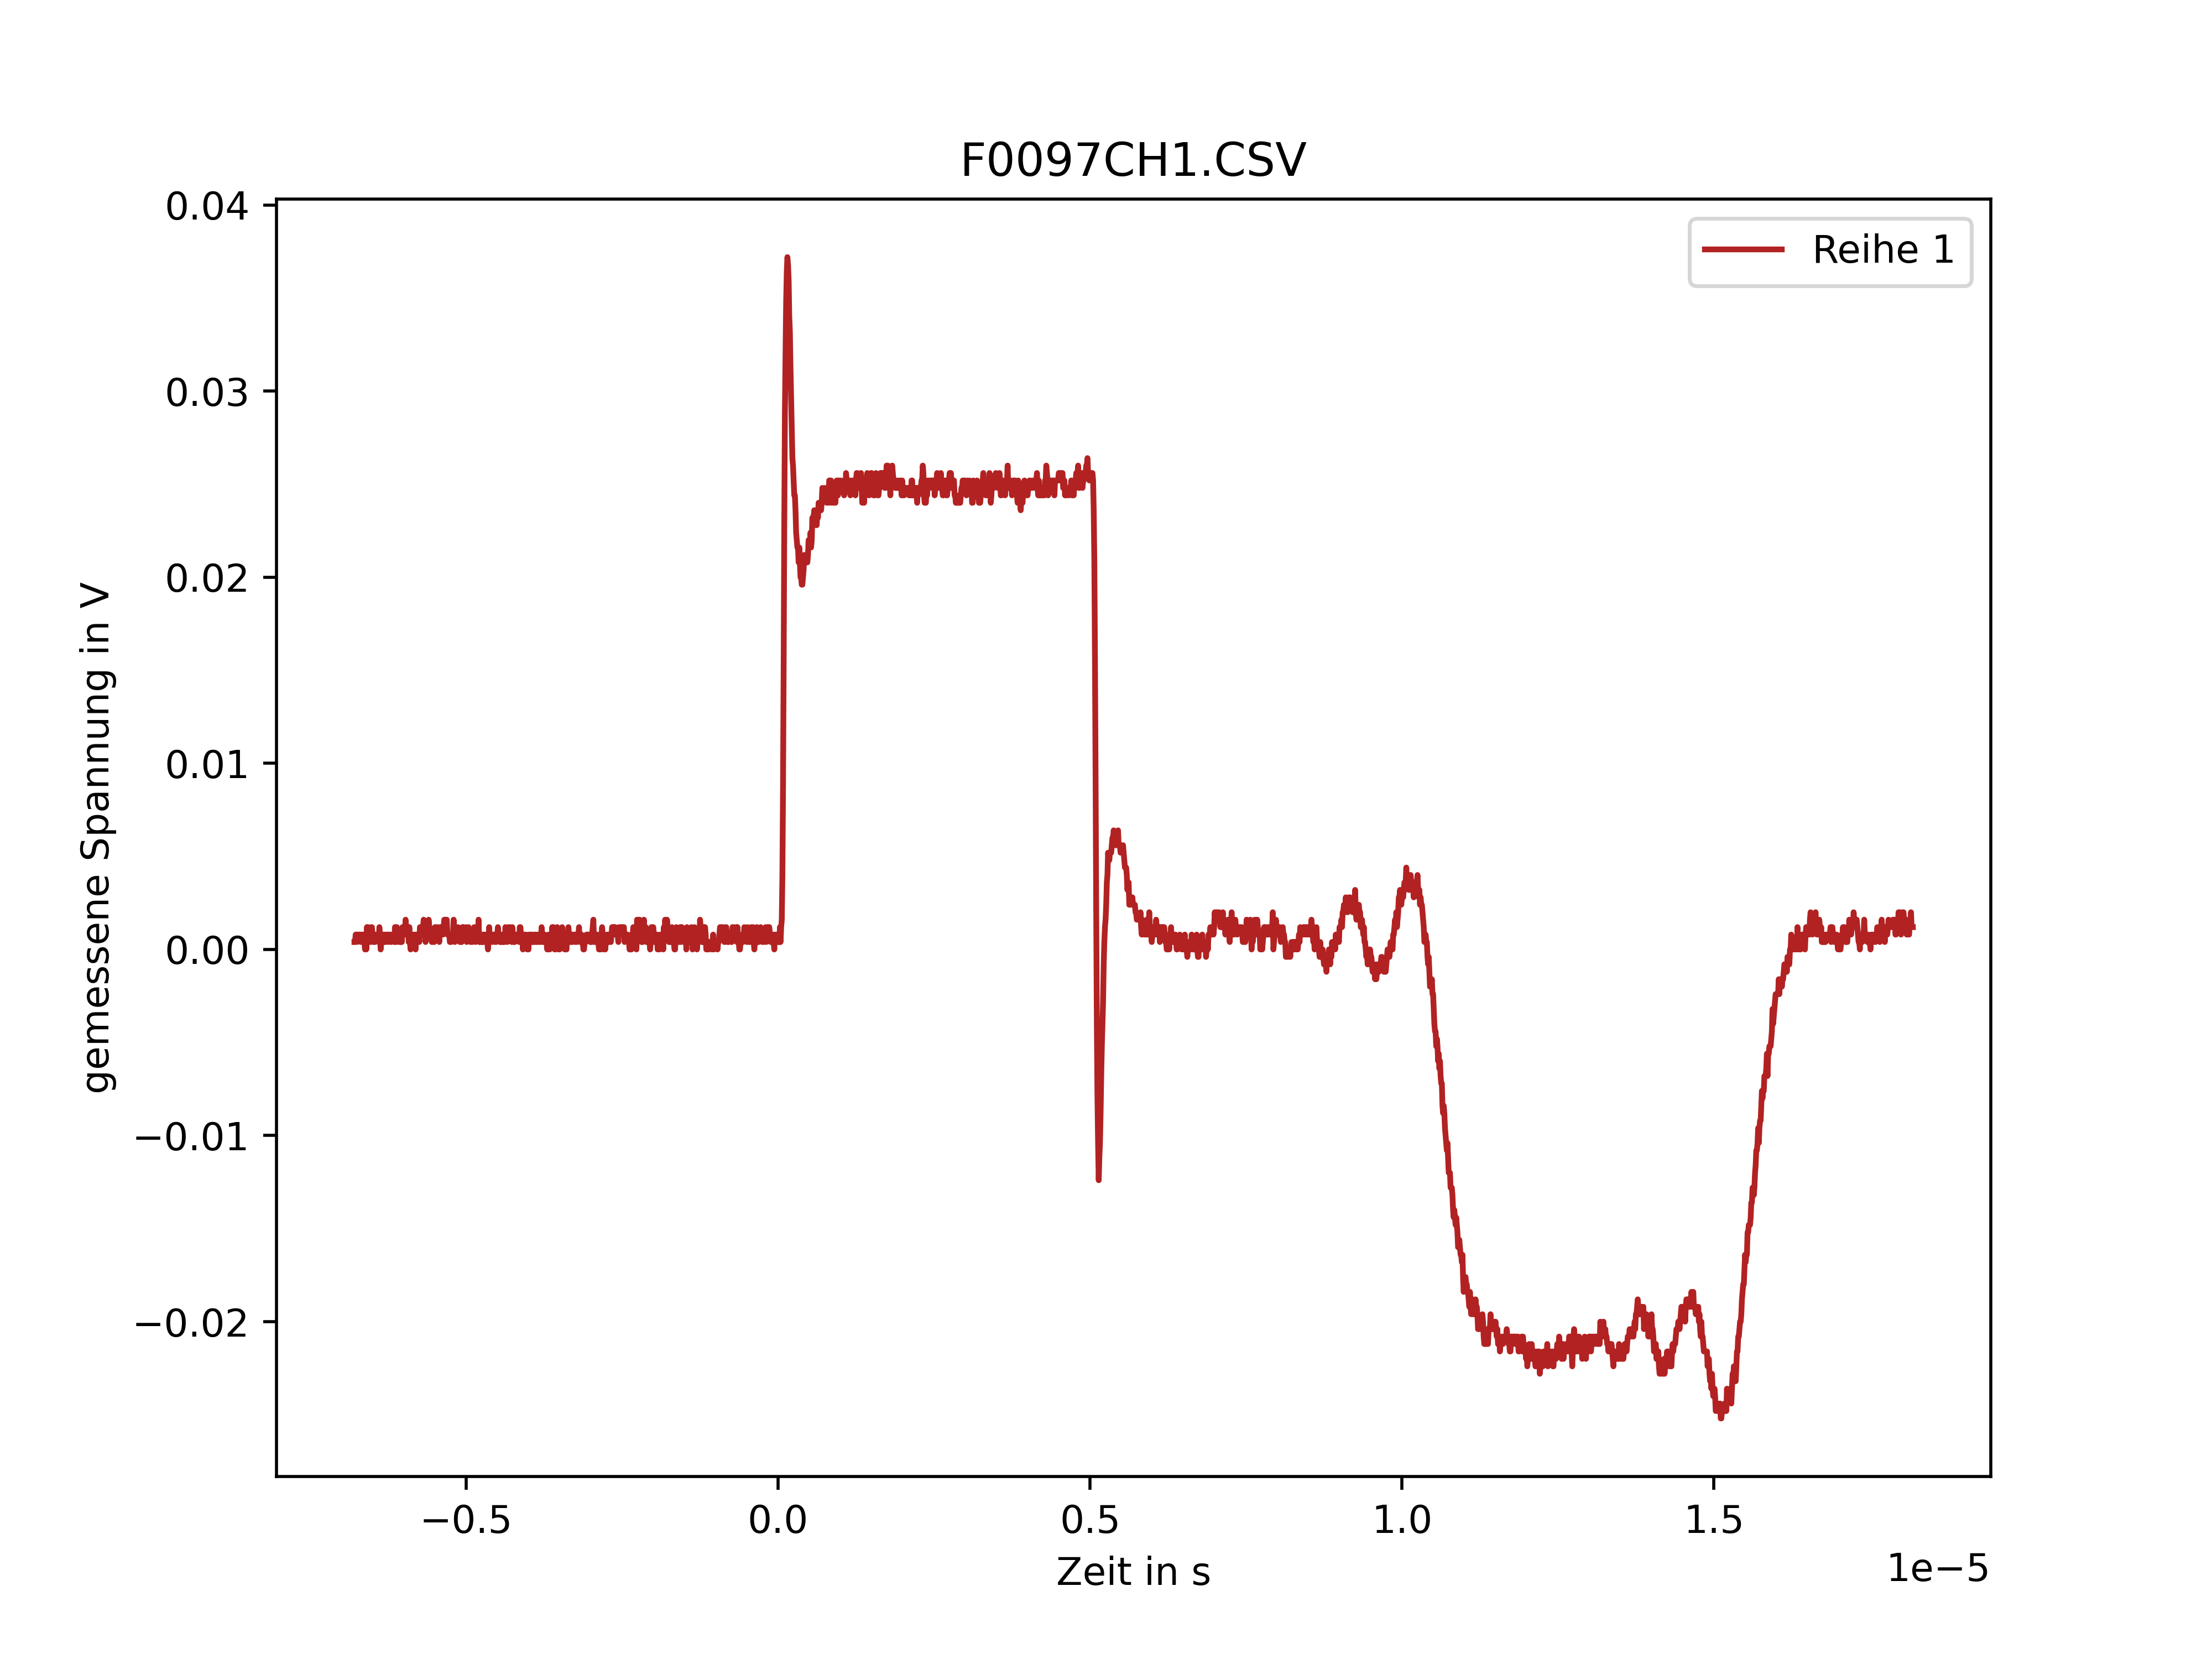 F0097CH1.CSV
Reihe 1
gemessene Spannung in V
0.04
0.03
0.02
0.01
0.00
−0.01
−0.02
−0.5
0.0
0.5
1.0
1.5
Zeit in s
1e−5